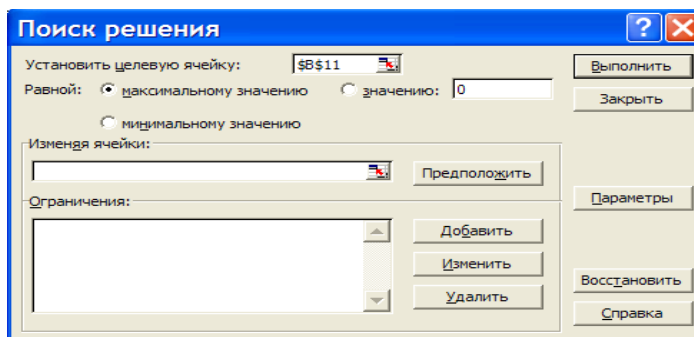 Поиск решения
Установить целевую ячейку: $B$11
Выполнить
Равной: максимальному значению значению: 0
Закрыть
минимальному значению
Изменяя ячейки:
Предположить
Ограничения:
Параметры
Добавить
Изменить
Восстановить
Удалить
Справка